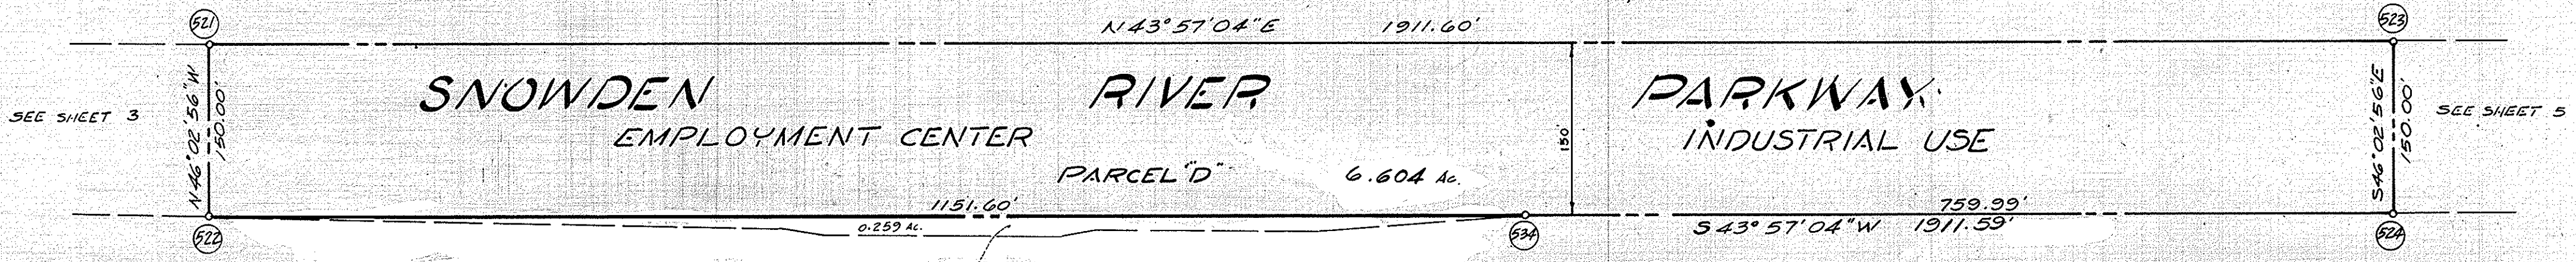 521
N 43° 57' 04" E 1911.60'
523
SEE SHEET 3
N 46° 02' 56" W
150.00'
SNOWDEN RIVER PARKWAY
EMPLOYMENT CENTER INDUSTRIAL USE
PARCEL "D" 6.604 Ac.
150'
S 46° 02' 56" E
150.00'
SEE SHEET 5
1151.60'
759.99'
0.259 Ac.
S 43° 57' 04" W 1911.59'
522
534
524